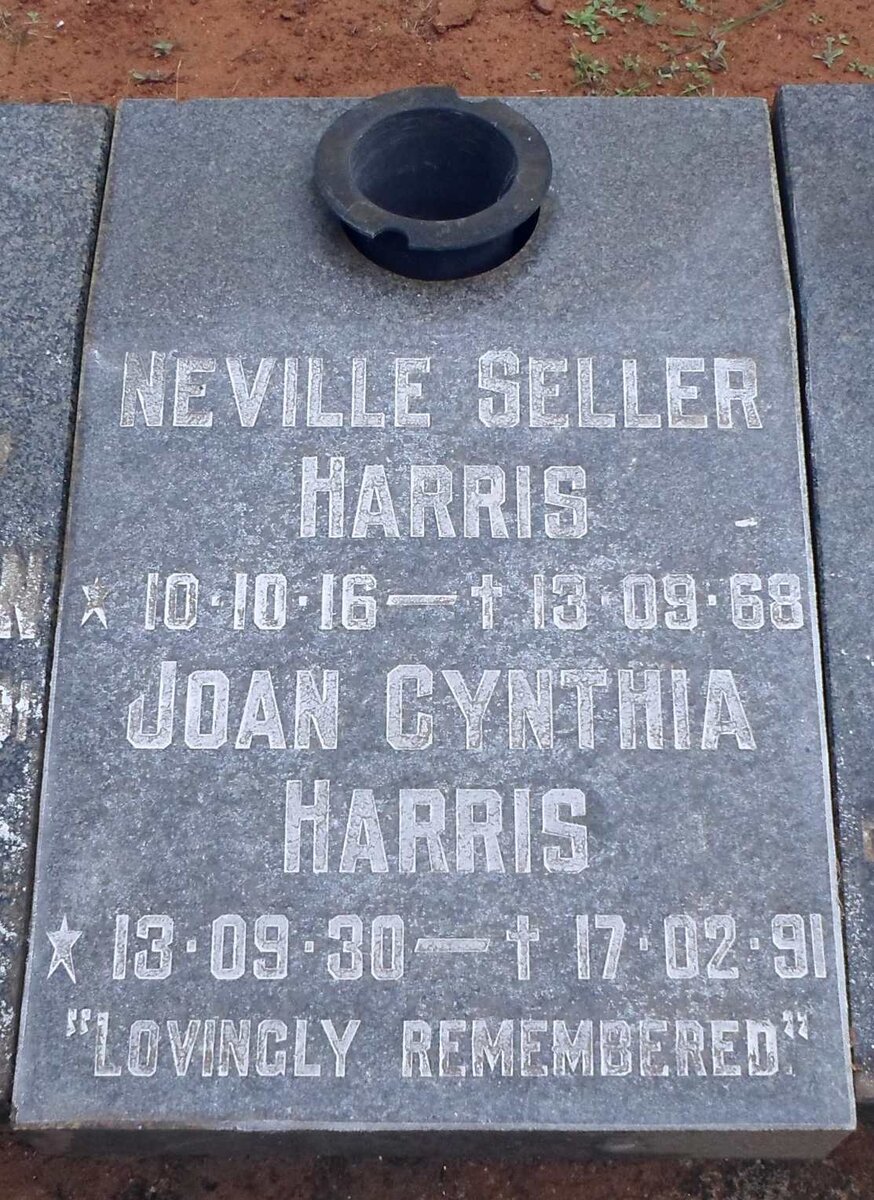 NEVILLE SELLER
HARRIS
★ 10·10·16 — † 13·09·68
JOAN CYNTHIA
HARRIS
★ 13·09·30 — † 17·02·91
"LOVINGLY REMEMBERED"